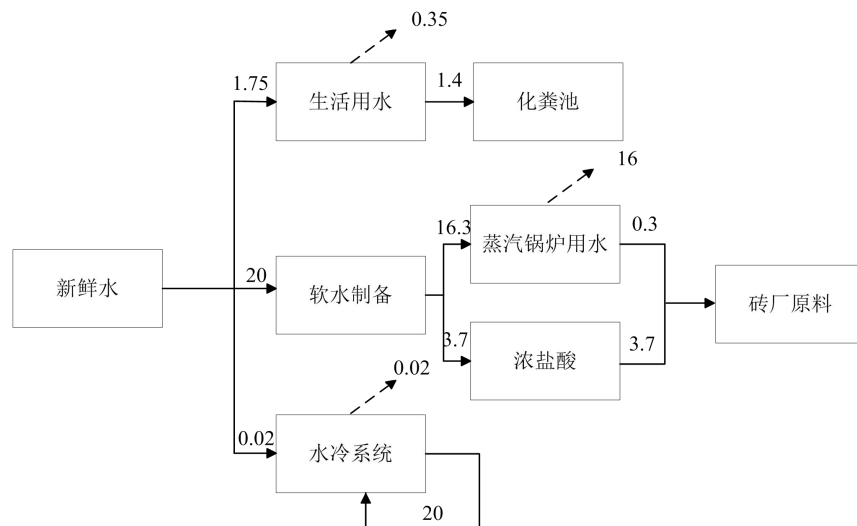 0.35
1.75
生活用水
1.4
化粪池
16
16.3
蒸汽锅炉用水
0.3
新鲜水
20
软水制备
砖厂原料
3.7
浓盐酸
3.7
0.02
0.02
水冷系统
20